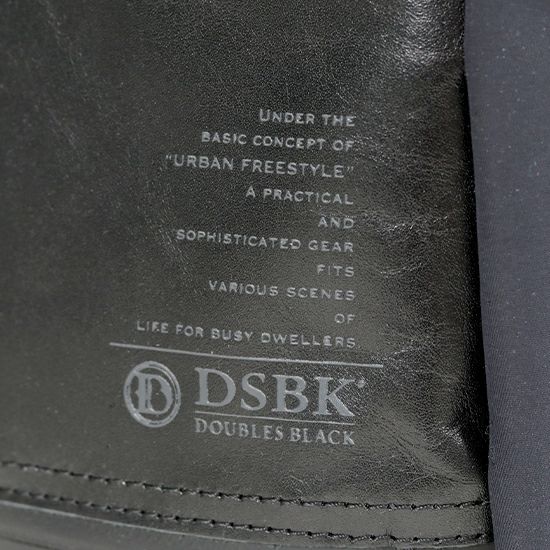 UNDER THE
BASIC CONCEPT OF
"URBAN FREESTYLE"
A PRACTICAL
AND
SOPHISTICATED GEAR
FITS
VARIOUS SCENES
OF
LIFE FOR BUSY DWELLERS
D DSBK®
DOUBLES BLACK